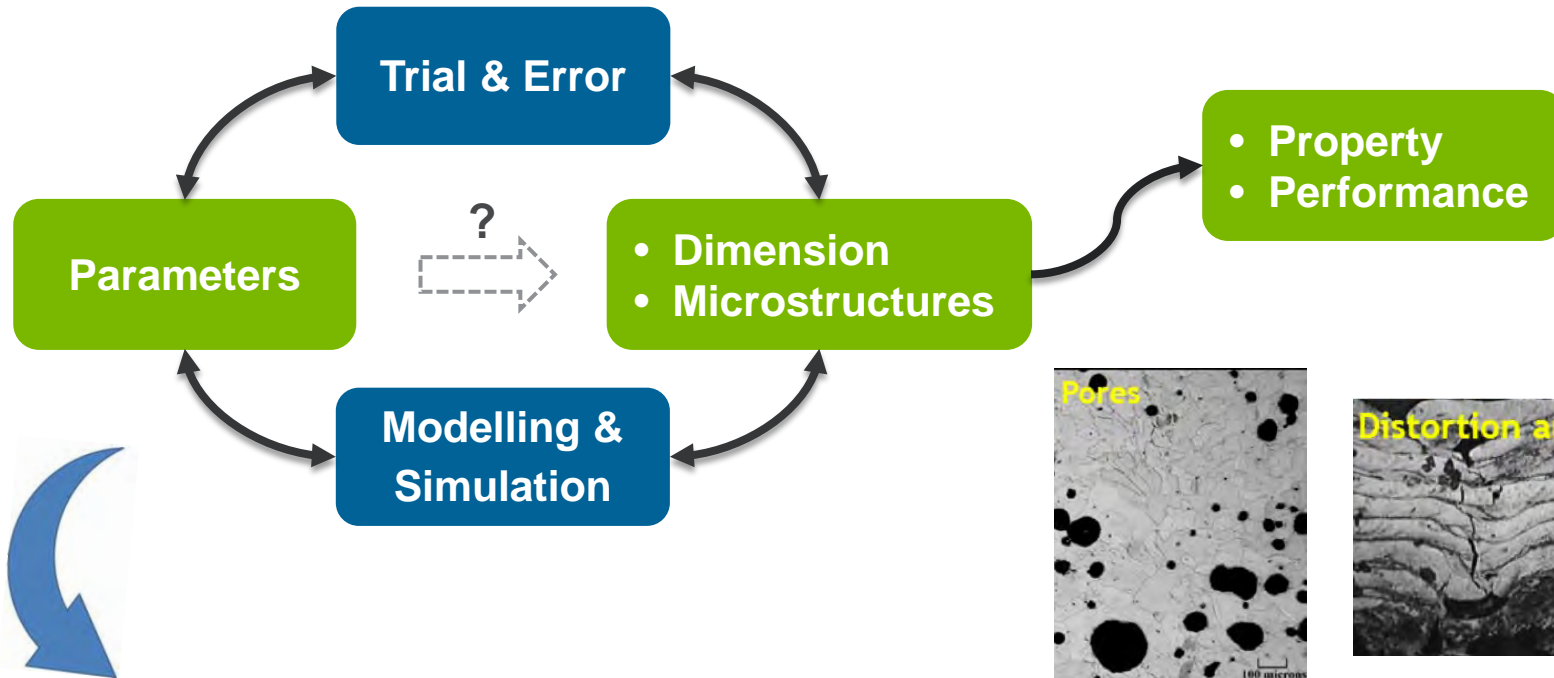 Trial & Error
• Property
• Performance
?
Parameters
• Dimension
• Microstructures
Modelling &
Simulation
Pores
Distortion a
100 microns